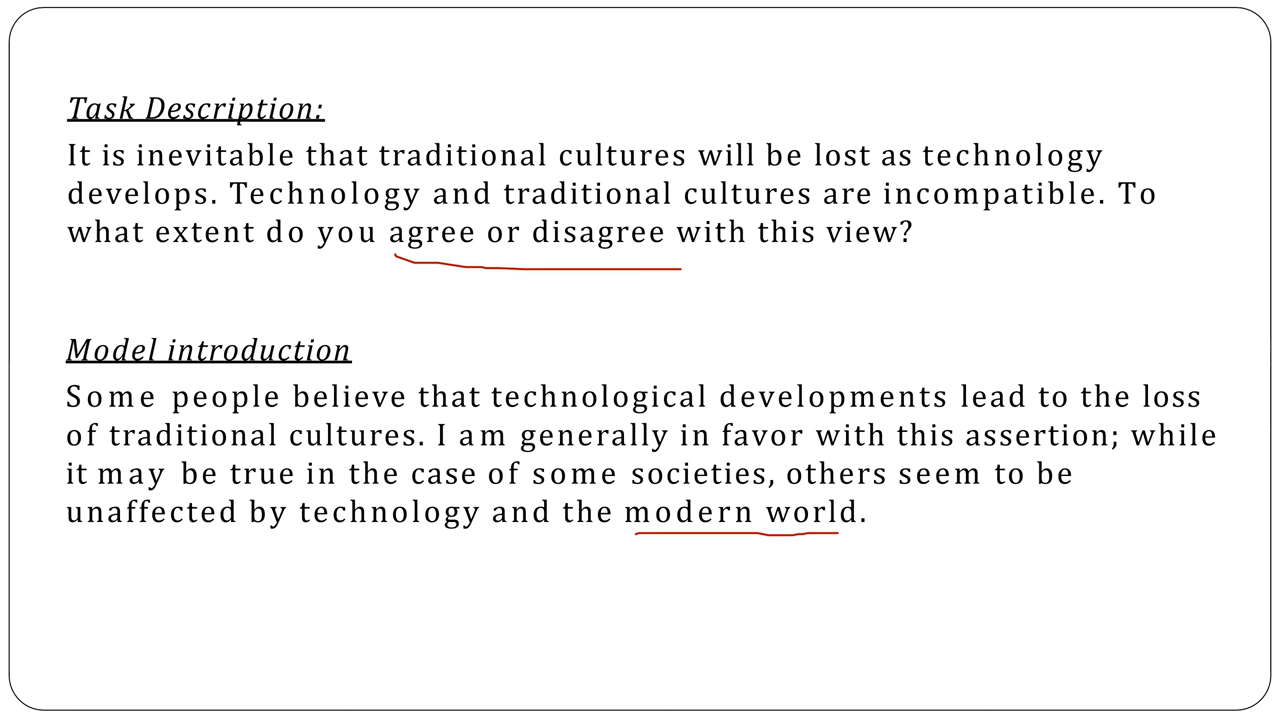 Task Description:
It is inevitable that traditional cultures will be lost as technology
develops. Technology and traditional cultures are incompatible. To
what extent do you agree or disagree with this view?
Model introduction
Some people believe that technological developments lead to the loss
of traditional cultures. I am generally in favor with this assertion; while
it may be true in the case of some societies, others seem to be
unaffected by technology and the modern world.